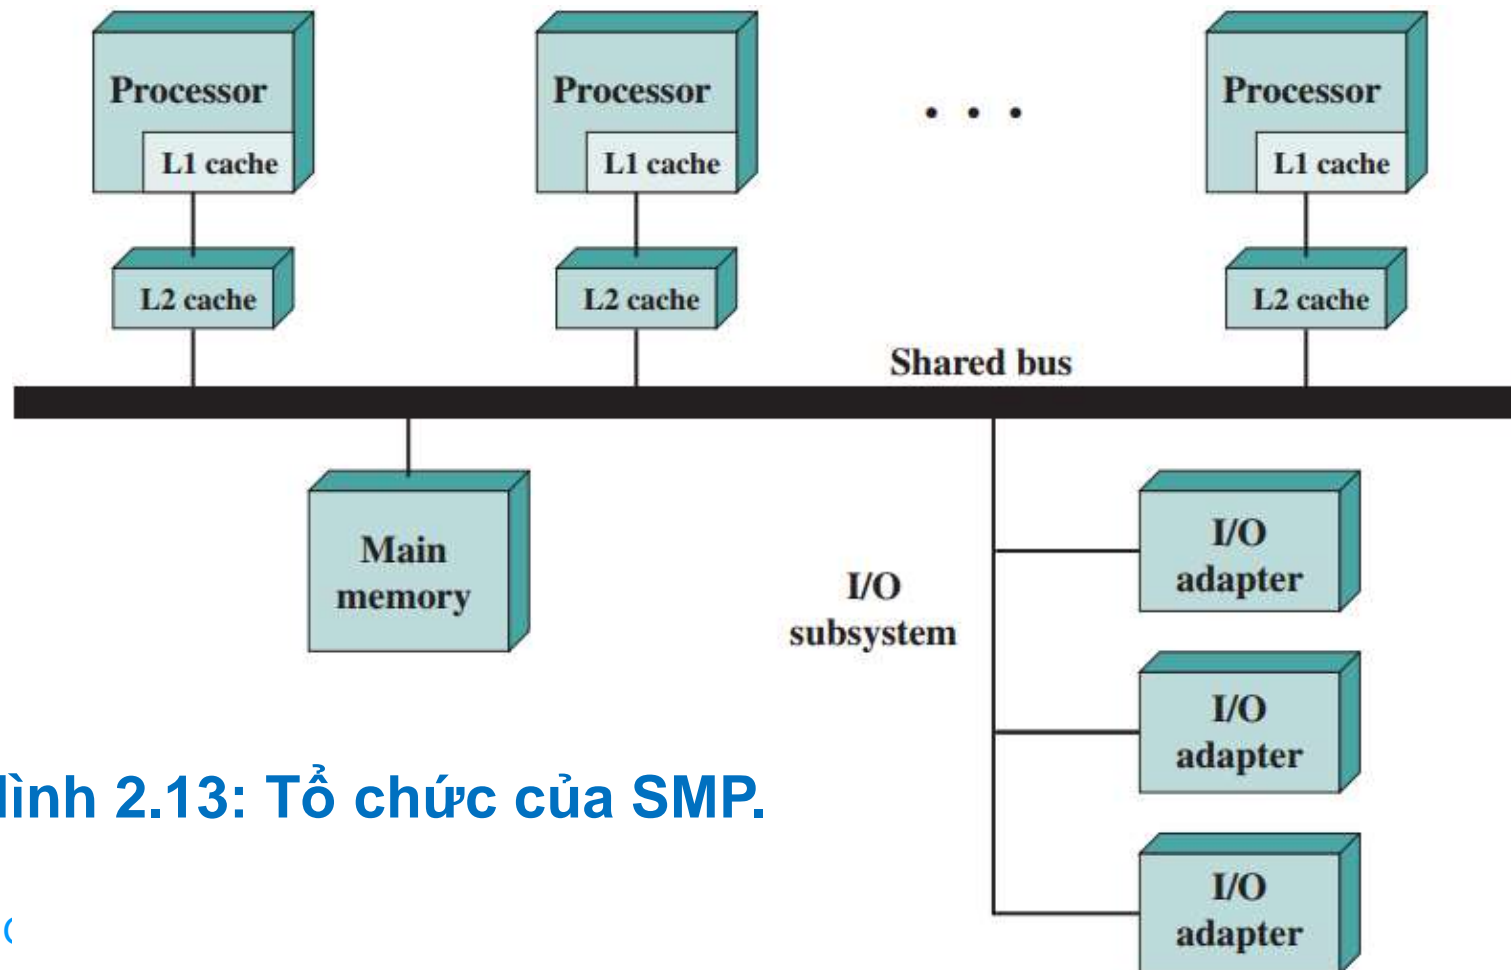 Processor
L1 cache
L2 cache
Processor
L1 cache
L2 cache
. . .
Processor
L1 cache
L2 cache
Shared bus
Main
memory
I/O
subsystem
I/O
adapter
I/O
adapter
I/O
adapter
ình 2.13: Tổ chức của SMP.